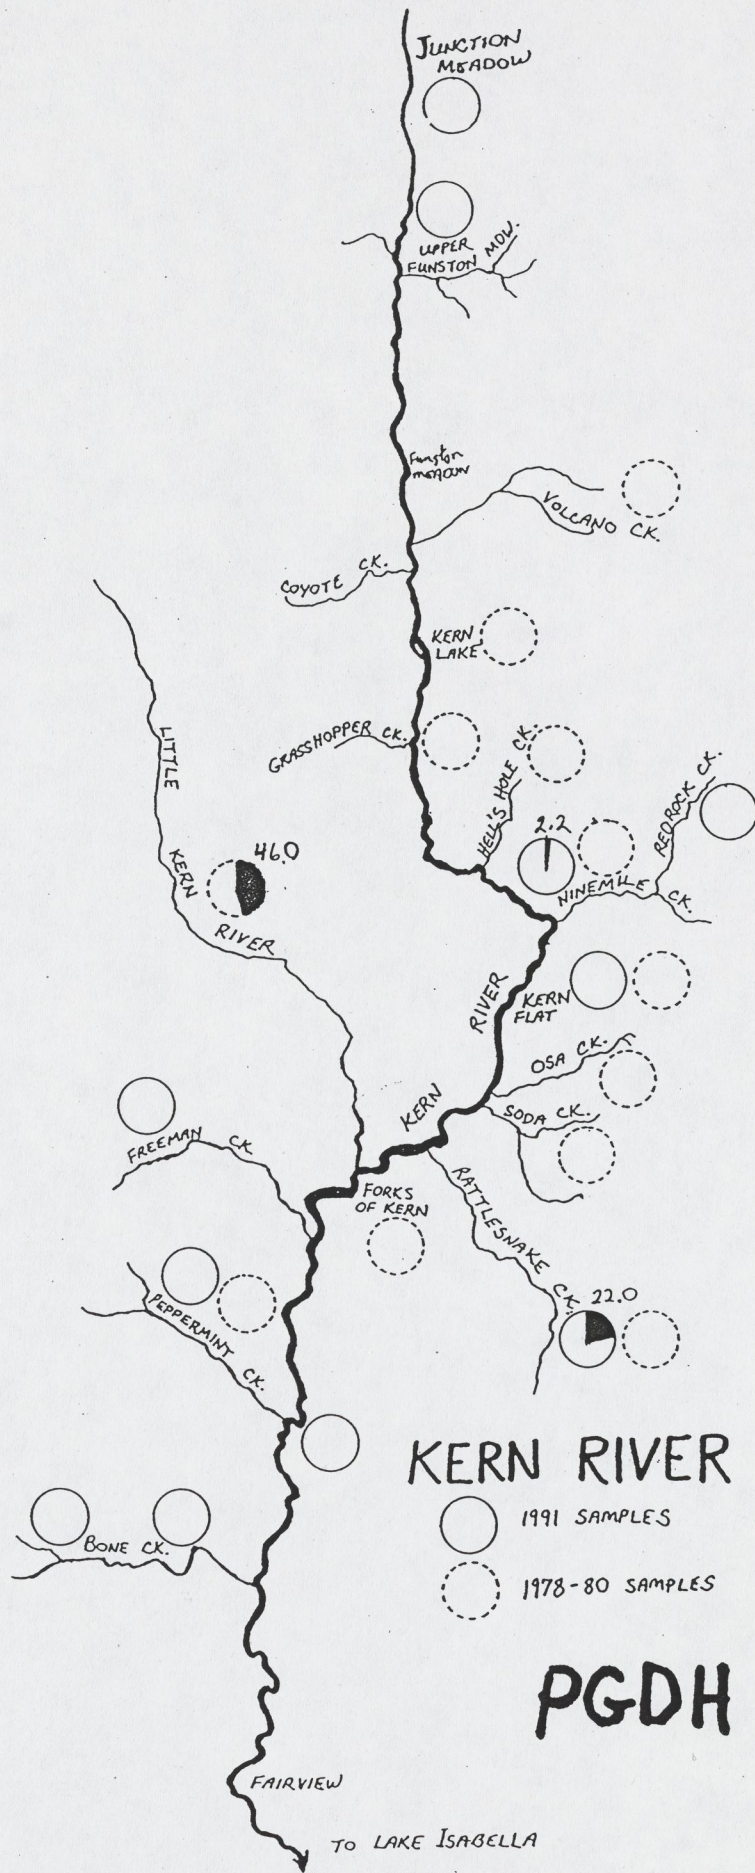 JUNCTION
MEADOW
UPPER
FUNSTON MDW.
Funston
MEADOW
VOLCANO CK.
COYOTE CK.
KERN
LAKE
GRASSHOPPER CK.
HELL'S HOLE CK.
REDROCK CK.
2.2
NINEMILE CK.
LITTLE
KERN
RIVER
46.0
RIVER
KERN
FLAT
OSA CK.
KERN
SODA CK.
FREEMAN CK
FORKS
OF KERN
RATTLESNAKE
CK.
22.0
PEPPERMINT
CK.
KERN RIVER
1991 SAMPLES
BONE CK.
1978-80 SAMPLES
PGDH
FAIRVIEW
TO LAKE ISABELLA